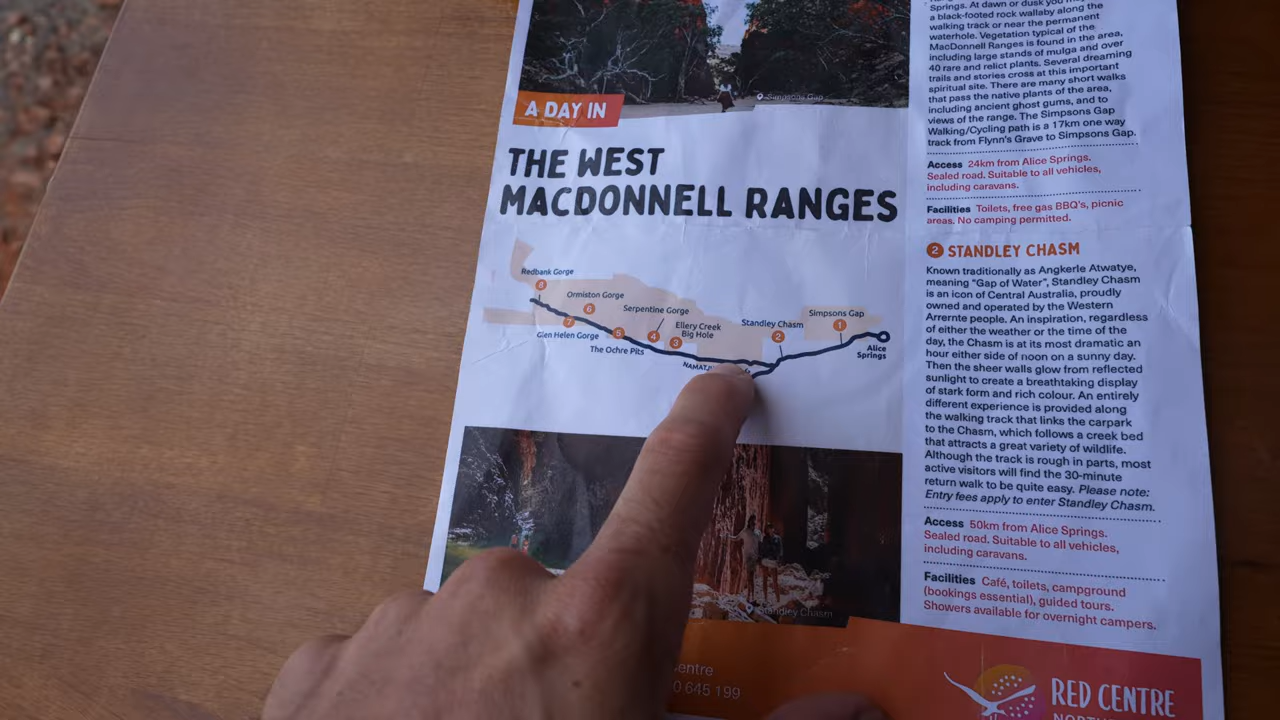 Simpsons Gap
A DAY IN
THE WEST
MACDONNELL RANGES
Redbank Gorge
8
Ormiston Gorge
6
Serpentine Gorge
7
Glen Helen Gorge
5
4
Ellery Creek
Big Hole
3
The Ochre Pits
Standley Chasm
2
Simpsons Gap
1
Alice
Springs
Standley Chasm
entre
0 645 199
Springs. At dawn or dusk you may
a black-footed rock wallaby along the
walking track or near the permanent
waterhole. Vegetation typical of the
MacDonnell Ranges is found in the area,
including large stands of mulga and over
40 rare and relict plants. Several dreaming
trails and stories cross at this important
spiritual site. There are many short walks
that pass the native plants of the area,
including ancient ghost gums, and to
views of the range. The Simpsons Gap
Walking/Cycling path is a 17km one way
track from Flynn's Grave to Simpsons Gap.
Access 24km from Alice Springs.
Sealed road. Suitable to all vehicles,
including caravans.
Facilities Toilets, free gas BBQ's, picnic
areas. No camping permitted.
2 STANDLEY CHASM
Known traditionally as Angkerle Atwatye,
meaning "Gap of Water", Standley Chasm
is an icon of Central Australia, proudly
owned and operated by the Western
Arrernte people. An inspiration, regardless
of either the weather or the time of the
day, the Chasm is at its most dramatic an
hour either side of noon on a sunny day.
Then the sheer walls glow from reflected
sunlight to create a breathtaking display
of stark form and rich colour. An entirely
different experience is provided along
the walking track that links the carpark
to the Chasm, which follows a creek bed
that attracts a great variety of wildlife.
Although the track is rough in parts, most
active visitors will find the 30-minute
return walk to be quite easy. Please note:
Entry fees apply to enter Standley Chasm.
Access 50km from Alice Springs.
Sealed road. Suitable to all vehicles,
including caravans.
Facilities Café, toilets, campground
(bookings essential), guided tours.
Showers available for overnight campers.
RED CENTRE